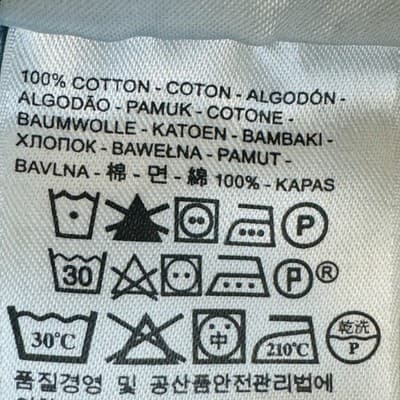 100% COTTON - COTON - ALGODÓN -
ALGODÃO - PAMUK - COTONE -
BAUMWOLLE - KATOEN - BAMBAKI -
ХЛОПОК - BAWEŁNA - PAMUT -
BAVLNA - 棉 - 면 - 綿 100% - KAPAS
P
30 P ®
30°C 中 210°C 乾洗 P
품질경영 및 공산품안전관리법에